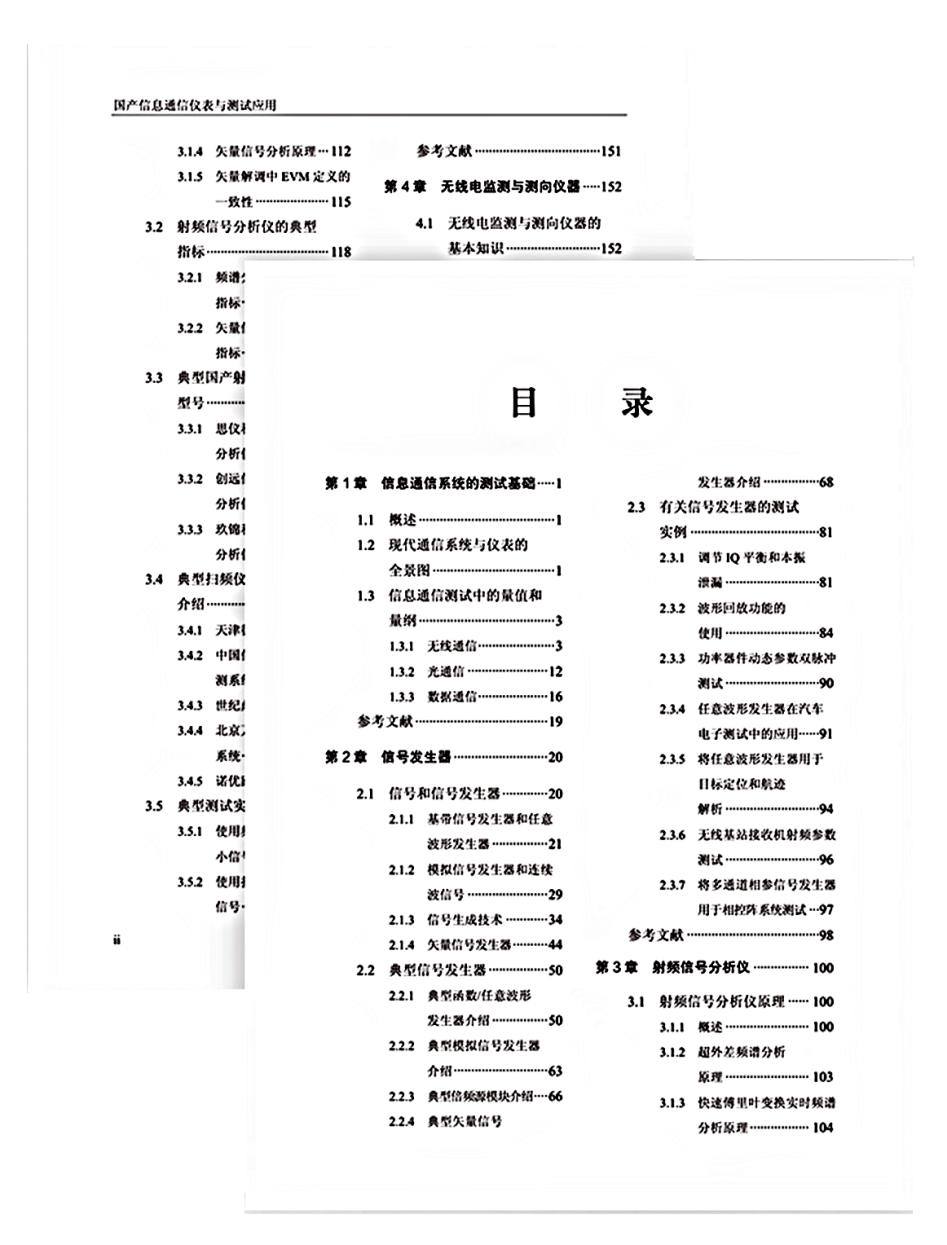 国产信息通信仪表与测试应用
3.1.4 矢量信号分析原理…112
3.1.5 矢量解调中 EVM 定义的
一致性…………………115
3.2 射频信号分析仪的典型
指标……………………………118
3.2.1 频谱
指标
3.2.2 矢量
指标
3.3 典型国产射
型号
3.3.1 思仪
分析
3.3.2 创远
分析
3.3.3 玖锦
分析
3.4 典型扫频仪
介绍
3.4.1 天津
3.4.2 中国
测系
3.4.3 世纪
3.4.4 北京
系统
3.4.5 诺优
3.5 典型测试实
3.5.1 使用
小信
3.5.2 使用
信号
ii
参考文献………………………………151
第 4 章 无线电监测与测向仪器……152
4.1 无线电监测与测向仪器的
基本知识………………………152
目 录
第 1 章 信息通信系统的测试基础……1
1.1 概述…………………………………1
1.2 现代通信系统与仪表的
全景图………………………………1
1.3 信息通信测试中的量值和
量纲…………………………………3
1.3.1 无线通信…………………3
1.3.2 光通信……………………12
1.3.3 数据通信…………………16
参考文献…………………………………19
第 2 章 信号发生器………………………20
2.1 信号和信号发生器…………20
2.1.1 基带信号发生器和任意
波形发生器……………21
2.1.2 模拟信号发生器和连续
波信号…………………29
2.1.3 信号生成技术…………34
2.1.4 矢量信号发生器………44
2.2 典型信号发生器………………50
2.2.1 典型函数/任意波形
发生器介绍……………50
2.2.2 典型模拟信号发生器
介绍………………………63
2.2.3 典型倍频源模块介绍…66
2.2.4 典型矢量信号
发生器介绍……………68
2.3 有关信号发生器的测试
实例………………………………81
2.3.1 调节 IQ 平衡和本振
泄漏………………………81
2.3.2 波形回放功能的
使用………………………84
2.3.3 功率器件动态参数双脉冲
测试………………………90
2.3.4 任意波形发生器在汽车
电子测试中的应用……91
2.3.5 将任意波形发生器用于
目标定位和航迹
解析………………………94
2.3.6 无线基站接收机射频参数
测试………………………96
2.3.7 将多通道相参信号发生器
用于相控阵系统测试…97
参考文献…………………………………98
第 3 章 射频信号分析仪……………100
3.1 射频信号分析仪原理……100
3.1.1 概述……………………100
3.1.2 超外差频谱分析
原理……………………103
3.1.3 快速傅里叶变换实时频谱
分析原理………………104